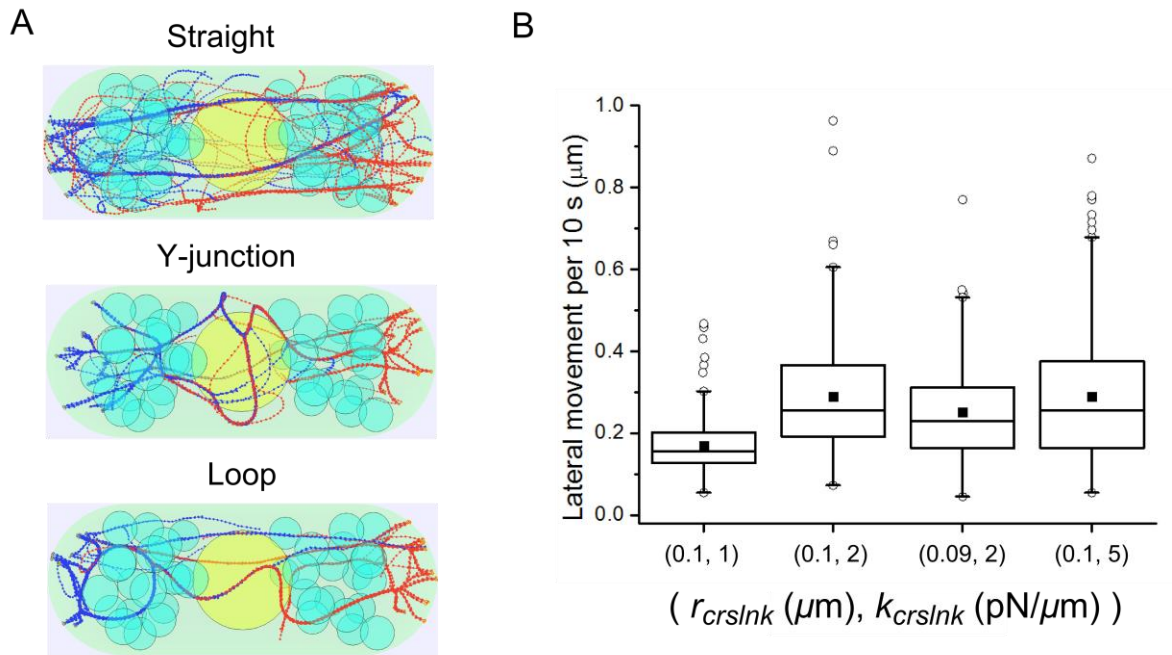 A
Straight
Y-junction
Loop
B
Lateral movement per 10 s (μm)
1.0
0.8
0.6
0.4
0.2
0.0
(0.1, 1) (0.1, 2) (0.09, 2) (0.1, 5)
( r_crslnk (μm), k_crslnk (pN/μm) )